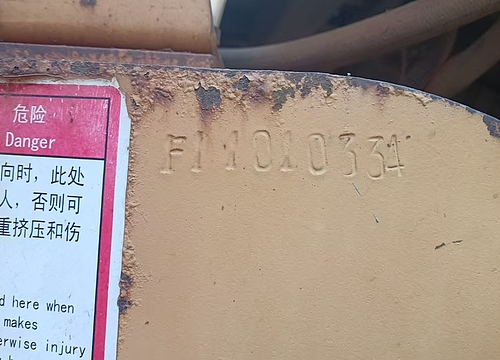 危险
Danger
向时，此处
人，否则可
重挤压和伤
d here when
makes
erwise injury
F11010334